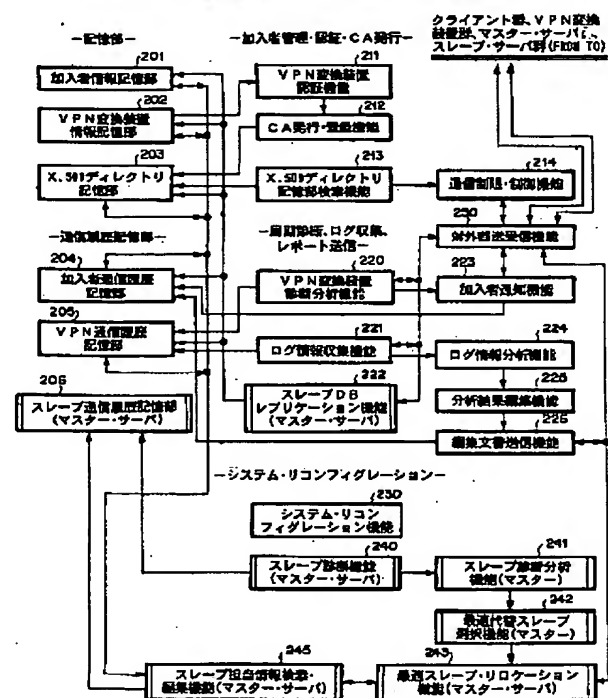 クライアント群、VPN変換
装置群、マスター・サーバ群、
スレーブ・サーバ群(FROM TO)
－記憶部－
－加入者管理・認証・CA発行－
201
加入者情報記憶部
202
VPN変換装置
情報記憶部
203
X.500ディレクトリ
記憶部
211
VPN変換装置
認証機能
212
CA発行・登録機能
213
X.500ディレクトリ
記憶部検索機能
214
通信制限・制御機能
250
対外部送受信機能
－通信履歴記憶部－
204
加入者通信履歴
記憶部
205
VPN通信履歴
記憶部
206
スレーブ通信履歴記憶部
(マスター・サーバ)
ログ収集、
レポート送信－
220
VPN変換装置
診断分析機能
221
ログ情報収集機能
222
スレーブDB
レプリケーション機能
(マスター・サーバ)
223
加入者通知機能
224
ログ情報分析機能
225
分析結果編集機能
226
編集文書送信機能
－システム・リコンフィグレーション－
230
システム・リコン
フィグレーション機能
240
スレーブ診断機能
(マスター・サーバ)
241
スレーブ診断分析
機能(マスター)
242
最適代替スレーブ
選択機能(マスター)
243
最適スレーブ・リロケーション
機能(マスター・サーバ)
245
スレーブ担当情報検索・
編集機能(マスター・サーバ)